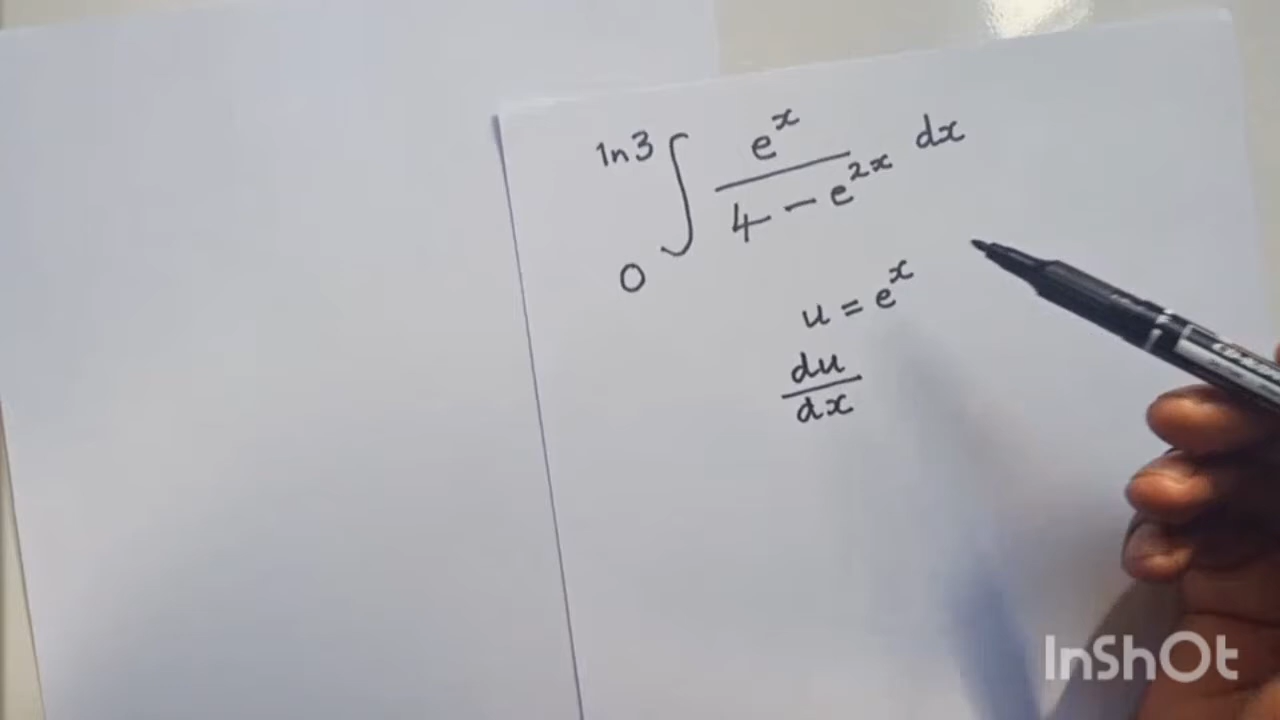 ln3 ∫ e^x / 4 - e^2x dx
0
u = e^x
du
dx
InShOt